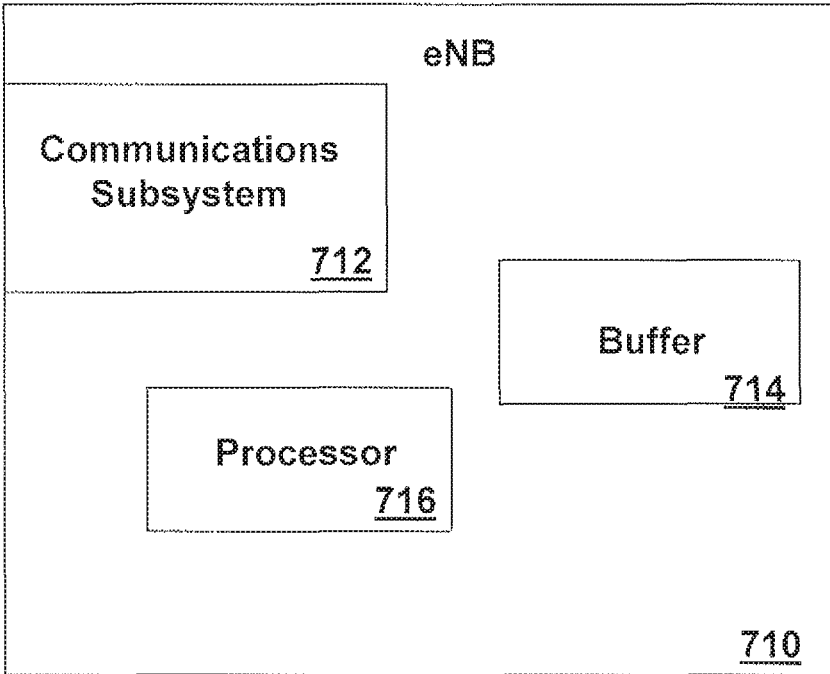 eNB
Communications
Subsystem
712
Buffer
714
Processor
716
710